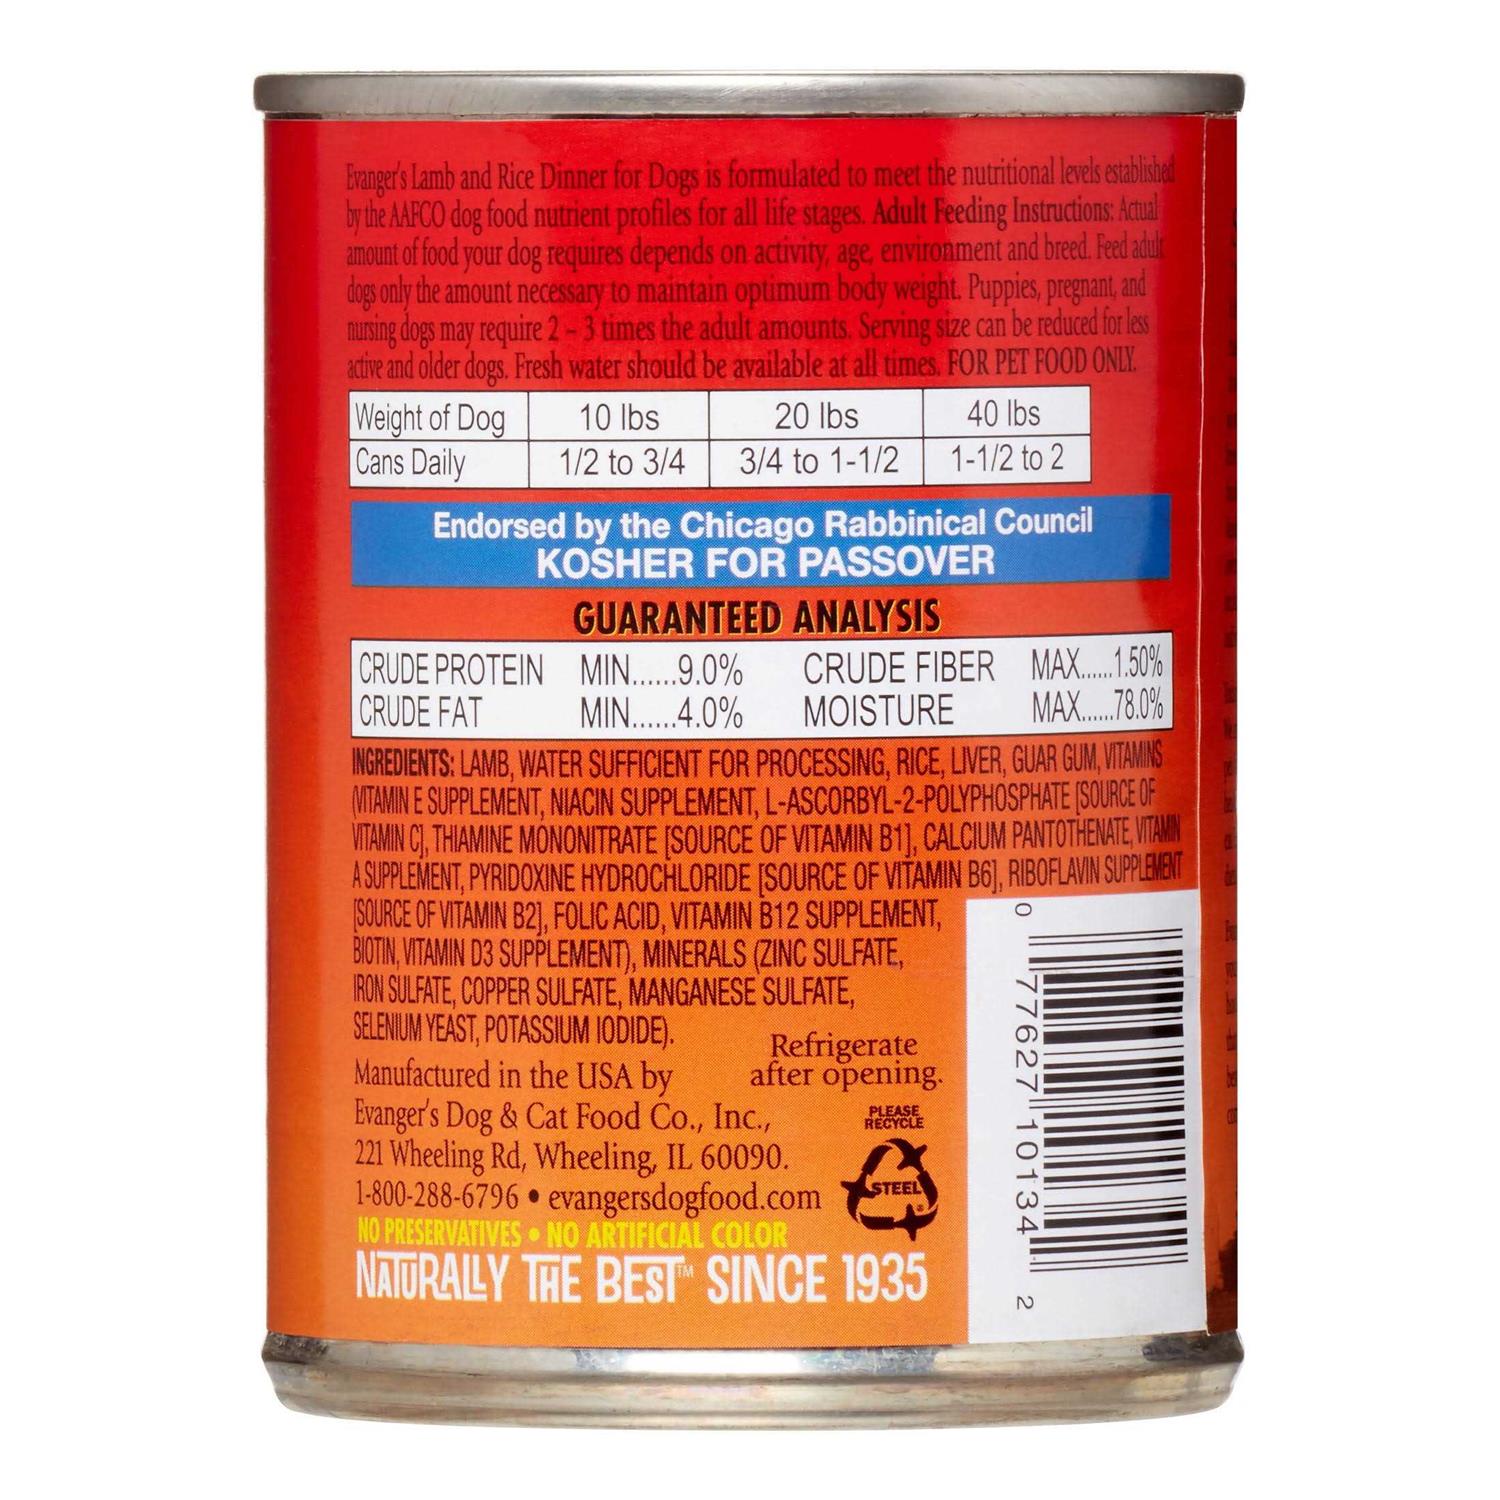 Evanger's Lamb and Rice Dinner for Dogs is formulated to meet the nutritional levels established
by the AAFCO dog food nutrient profiles for all life stages. Adult Feeding Instructions: Actual
amount of food your dog requires depends on activity, age, environment and breed. Feed adult
dogs only the amount necessary to maintain optimum body weight. Puppies, pregnant, and
nursing dogs may require 2 – 3 times the adult amounts. Serving size can be reduced for less
active and older dogs. Fresh water should be available at all times. FOR PET FOOD ONLY.
Weight of Dog 10 lbs 20 lbs 40 lbs
Cans Daily 1/2 to 3/4 3/4 to 1-1/2 1-1/2 to 2
Endorsed by the Chicago Rabbinical Council
KOSHER FOR PASSOVER
GUARANTEED ANALYSIS
CRUDE PROTEIN MIN......9.0% CRUDE FIBER MAX.....1.50%
CRUDE FAT MIN......4.0% MOISTURE MAX......78.0%
INGREDIENTS: LAMB, WATER SUFFICIENT FOR PROCESSING, RICE, LIVER, GUAR GUM, VITAMINS
(VITAMIN E SUPPLEMENT, NIACIN SUPPLEMENT, L-ASCORBYL-2-POLYPHOSPHATE [SOURCE OF
VITAMIN C], THIAMINE MONONITRATE [SOURCE OF VITAMIN B1], CALCIUM PANTOTHENATE, VITAMIN
A SUPPLEMENT, PYRIDOXINE HYDROCHLORIDE [SOURCE OF VITAMIN B6], RIBOFLAVIN SUPPLEMENT
[SOURCE OF VITAMIN B2], FOLIC ACID, VITAMIN B12 SUPPLEMENT,
BIOTIN, VITAMIN D3 SUPPLEMENT), MINERALS (ZINC SULFATE,
IRON SULFATE, COPPER SULFATE, MANGANESE SULFATE,
SELENIUM YEAST, POTASSIUM IODIDE).
Refrigerate
after opening.
Manufactured in the USA by
Evanger's Dog & Cat Food Co., Inc.,
221 Wheeling Rd, Wheeling, IL 60090.
1-800-288-6796 • evangersdogfood.com
PLEASE
RECYCLE
STEEL
NO PRESERVATIVES • NO ARTIFICIAL COLOR
NATURALLY THE BEST™ SINCE 1935
0 77627 10134 2